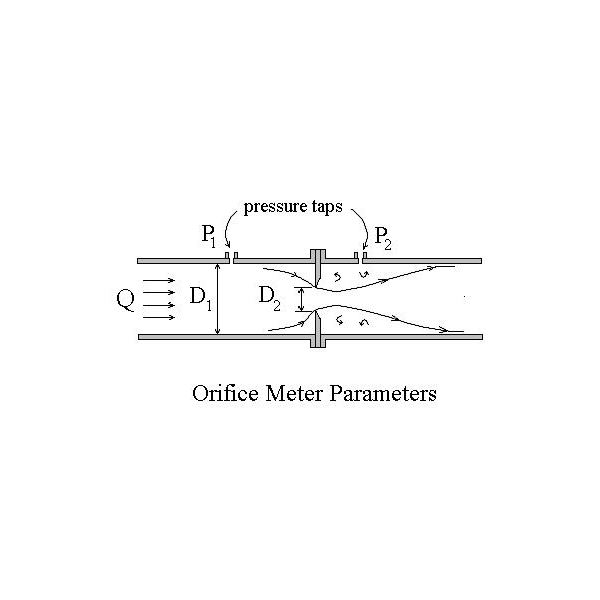 pressure taps
P1 P2
Q D1 D2
Orifice Meter Parameters